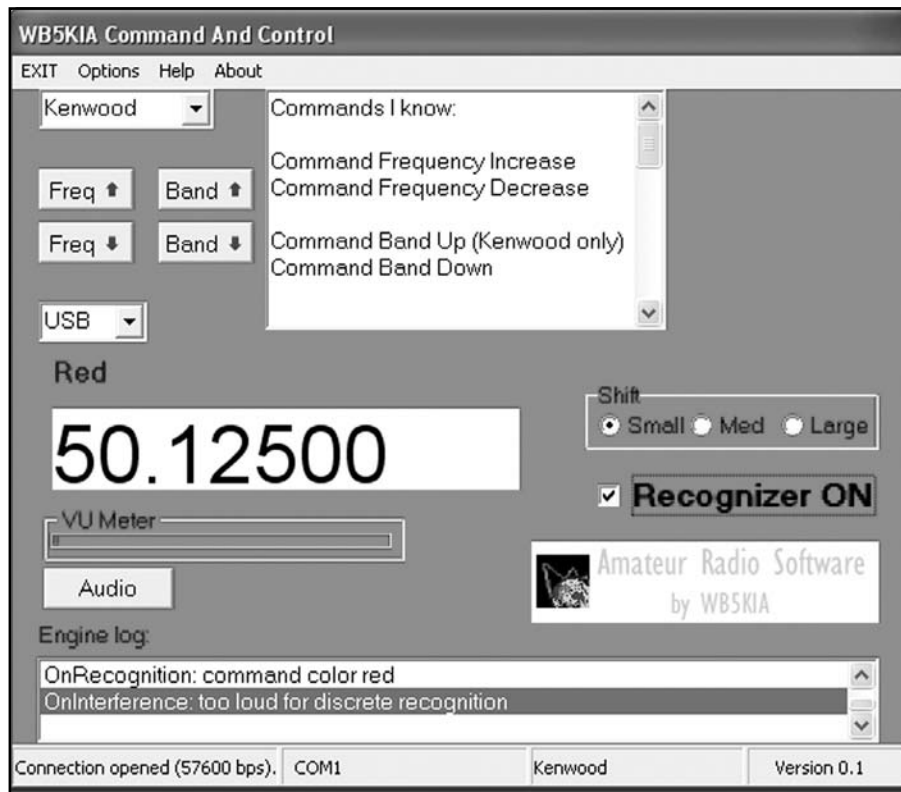 WB5KIA Command And Control
EXIT Options Help About
Kenwood
Commands I know:
Command Frequency Increase
Command Frequency Decrease
Command Band Up (Kenwood only)
Command Band Down
Freq
Band
Freq
Band
USB
Red
50.12500
Shift
Small Med Large
Recognizer ON
VU Meter
Amateur Radio Software
by WB5KIA
Audio
Engine log:
OnRecognition: command color red
OnInterference: too loud for discrete recognition
Connection opened (57600 bps). COM1 Kenwood Version 0.1